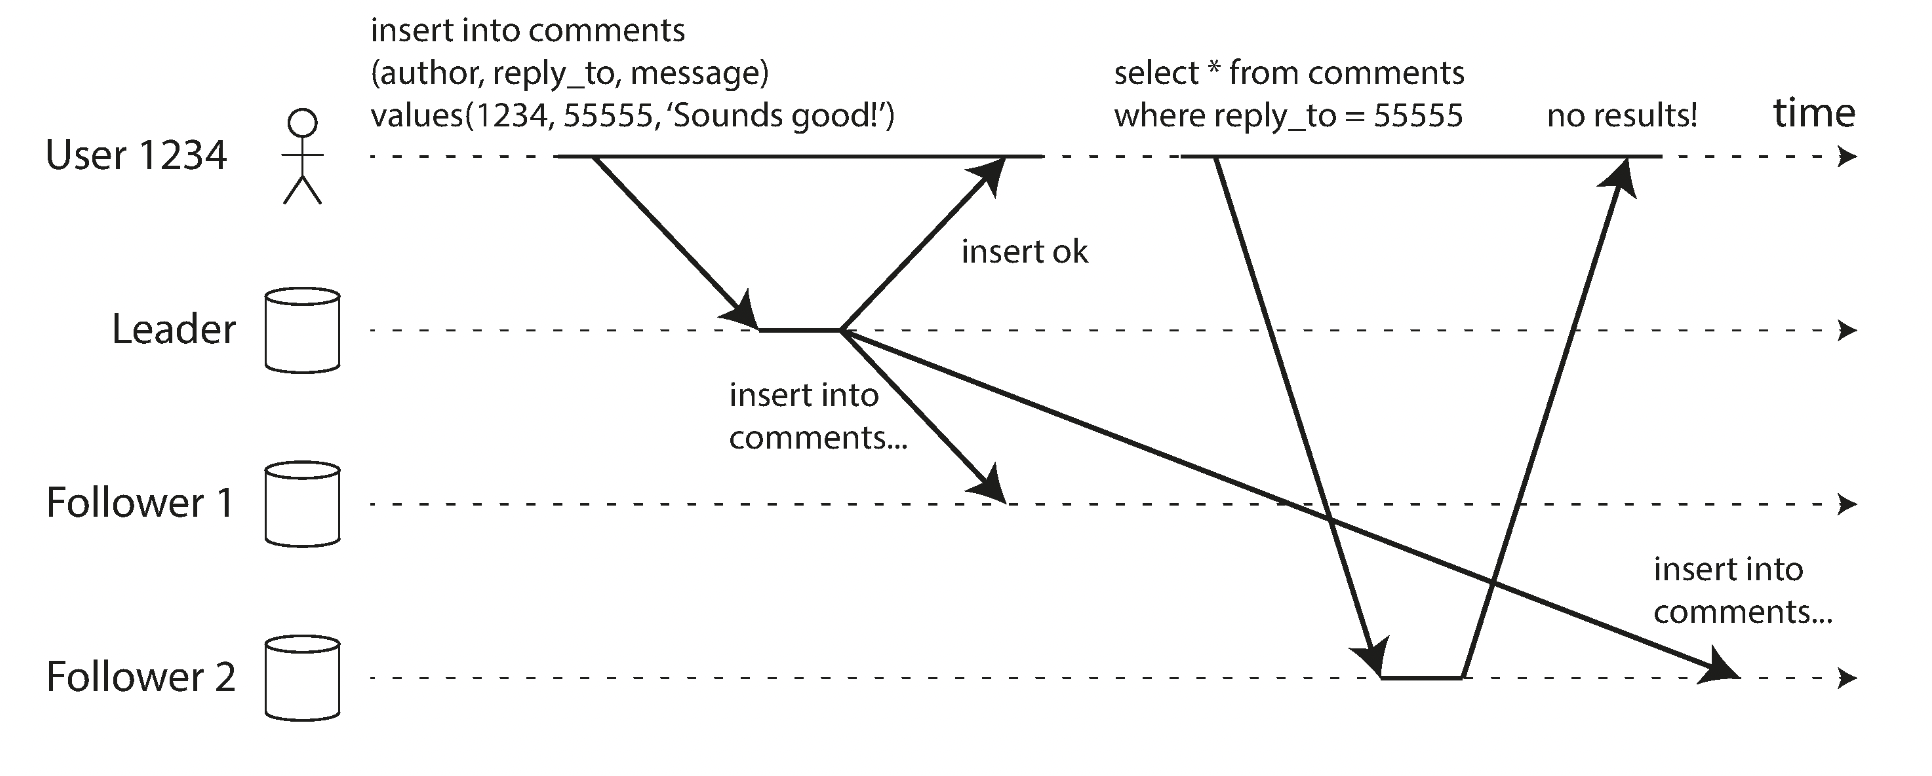 insert into comments
(author, reply_to, message)
values(1234, 55555, ‘Sounds good!’)
select * from comments
where reply_to = 55555
no results!
time
User 1234
insert ok
Leader
insert into
comments...
Follower 1
insert into
comments...
Follower 2